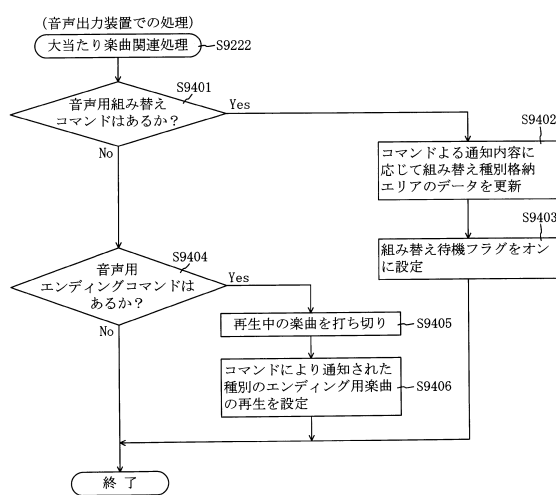 (音声出力装置での処理)
大当たり楽曲関連処理
S9222
S9401
音声用組み替え
コマンドはあるか？
Yes
No
S9402
コマンドよる通知内容に
応じて組み替え種別格納
エリアのデータを更新
S9403
組み替え待機フラグをオン
に設定
S9404
音声用
エンディングコマンドは
あるか？
Yes
No
再生中の楽曲を打ち切り
S9405
コマンドにより通知された
種別のエンディング用楽曲
の再生を設定
S9406
終 了